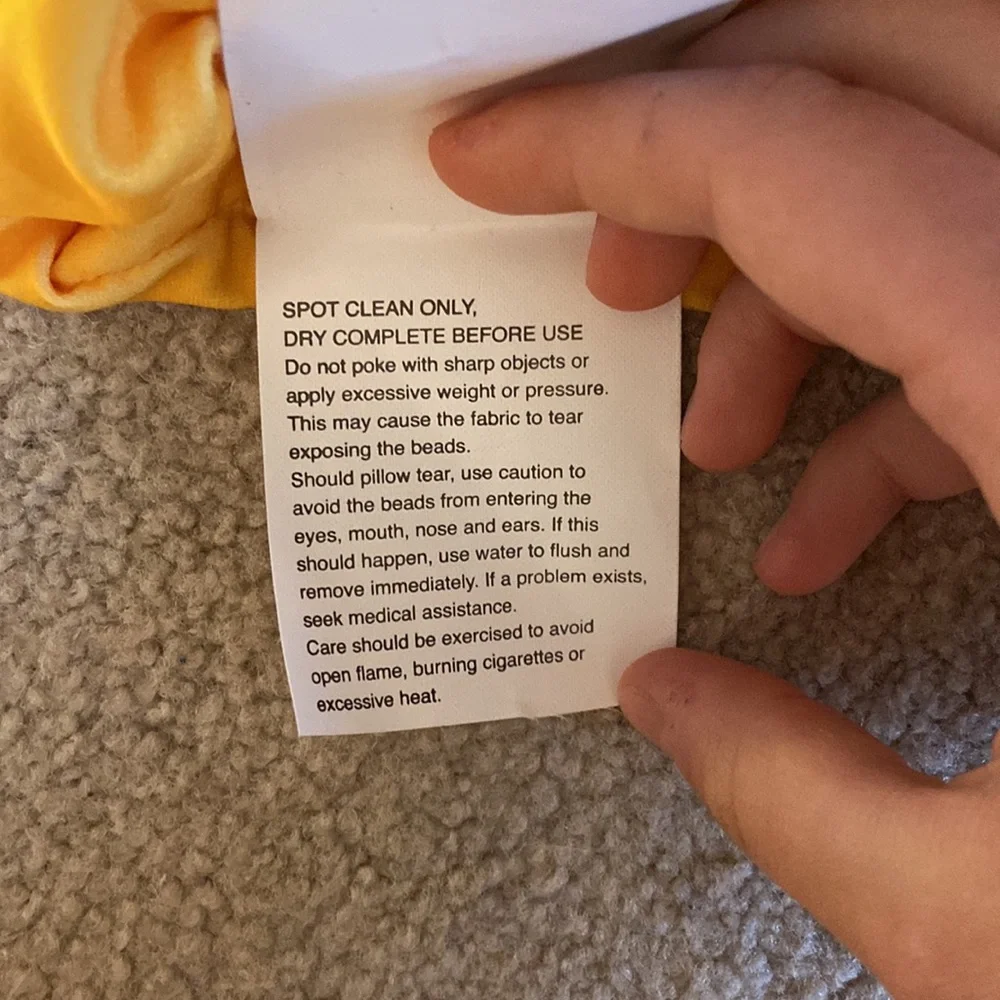 SPOT CLEAN ONLY,
DRY COMPLETE BEFORE USE
Do not poke with sharp objects or
apply excessive weight or pressure.
This may cause the fabric to tear
exposing the beads.
Should pillow tear, use caution to
avoid the beads from entering the
eyes, mouth, nose and ears. If this
should happen, use water to flush and
remove immediately. If a problem exists,
seek medical assistance.
Care should be exercised to avoid
open flame, burning cigarettes or
excessive heat.